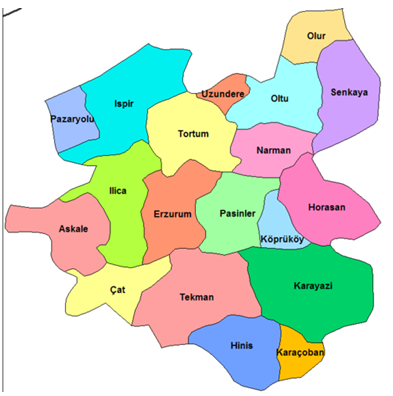 Olur
Senkaya
Uzundere
Oltu
Ispir
Pazaryolu
Tortum
Narman
Ilica
Erzurum
Pasinler
Horasan
Askale
Köprüköy
Çat
Tekman
Karayazi
Hinis
Karaçoban